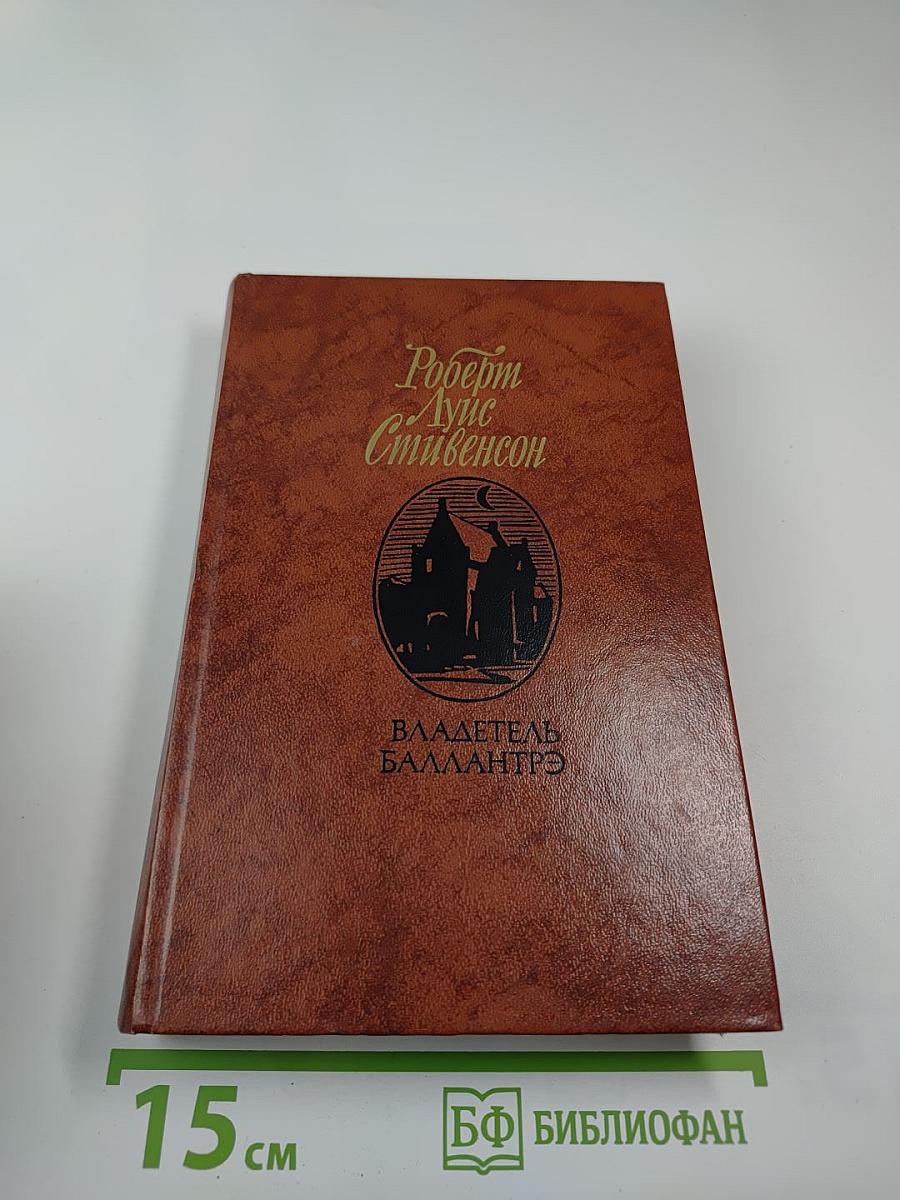 Роберт
Луис
Стивенсон
ВЛАДЕТЕЛЬ
БАЛЛАНТРЭ
15 см
БФ БИБЛИОФАН